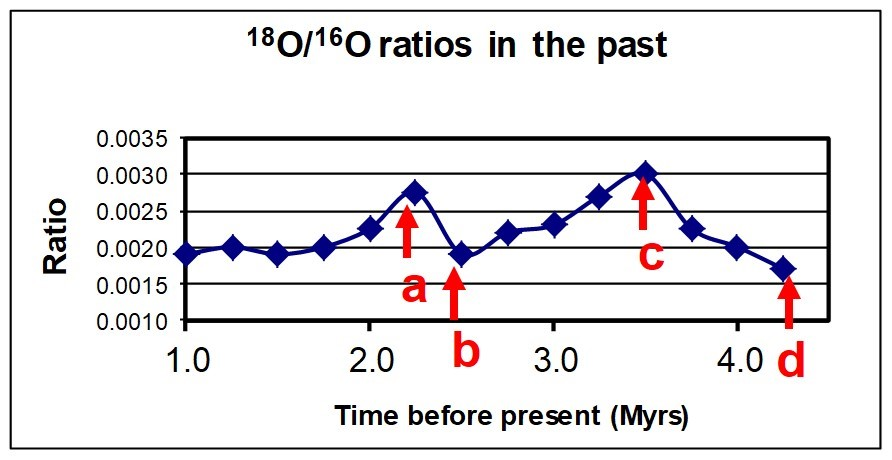 ¹⁸O/¹⁶O ratios in the past
0.0035
0.0030
0.0025
0.0020
0.0015
0.0010
Ratio
a
b
c
d
1.0 2.0 3.0 4.0
Time before present (Myrs)